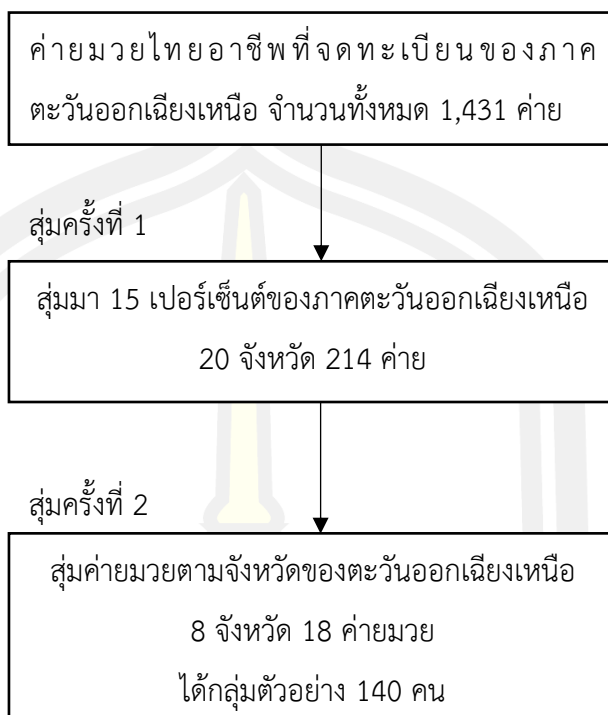 ค่ายมวยไทยอาชีพที่จดทะเบียนของภาค
ตะวันออกเฉียงเหนือ จำนวนทั้งหมด 1,431 ค่าย
สุ่มครั้งที่ 1
สุ่มมา 15 เปอร์เซ็นต์ของภาคตะวันออกเฉียงเหนือ
20 จังหวัด 214 ค่าย
สุ่มครั้งที่ 2
สุ่มค่ายมวยตามจังหวัดของตะวันออกเฉียงเหนือ
8 จังหวัด 18 ค่ายมวย
ได้กลุ่มตัวอย่าง 140 คน